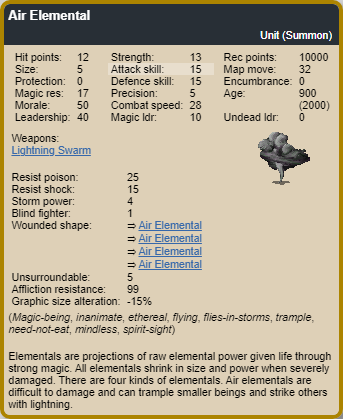 Air Elemental
Unit (Summon)
Hit points: 12 Strength: 13 Rec points: 10000
Size: 5 Attack skill: 15 Map move: 32
Protection: 0 Defence skill: 15 Encumbrance: 0
Magic res: 17 Precision: 5 Age: 900
Morale: 50 Combat speed: 28 (2000)
Leadership: 40 Magic ldr: 10 Undead ldr: 0
Weapons:
Lightning Swarm
Resist poison: 25
Resist shock: 15
Storm power: 4
Blind fighter: 1
Wounded shape: ⇒ Air Elemental
⇒ Air Elemental
⇒ Air Elemental
⇒ Air Elemental
Unsurroundable: 5
Affliction resistance: 99
Graphic size alteration: -15%
(Magic-being, inanimate, ethereal, flying, flies-in-storms, trample,
need-not-eat, mindless, spirit-sight)
Elementals are projections of raw elemental power given life through
strong magic. All elementals shrink in size and power when severely
damaged. There are four kinds of elementals. Air elementals are
difficult to damage and can trample smaller beings and strike others
with lightning.